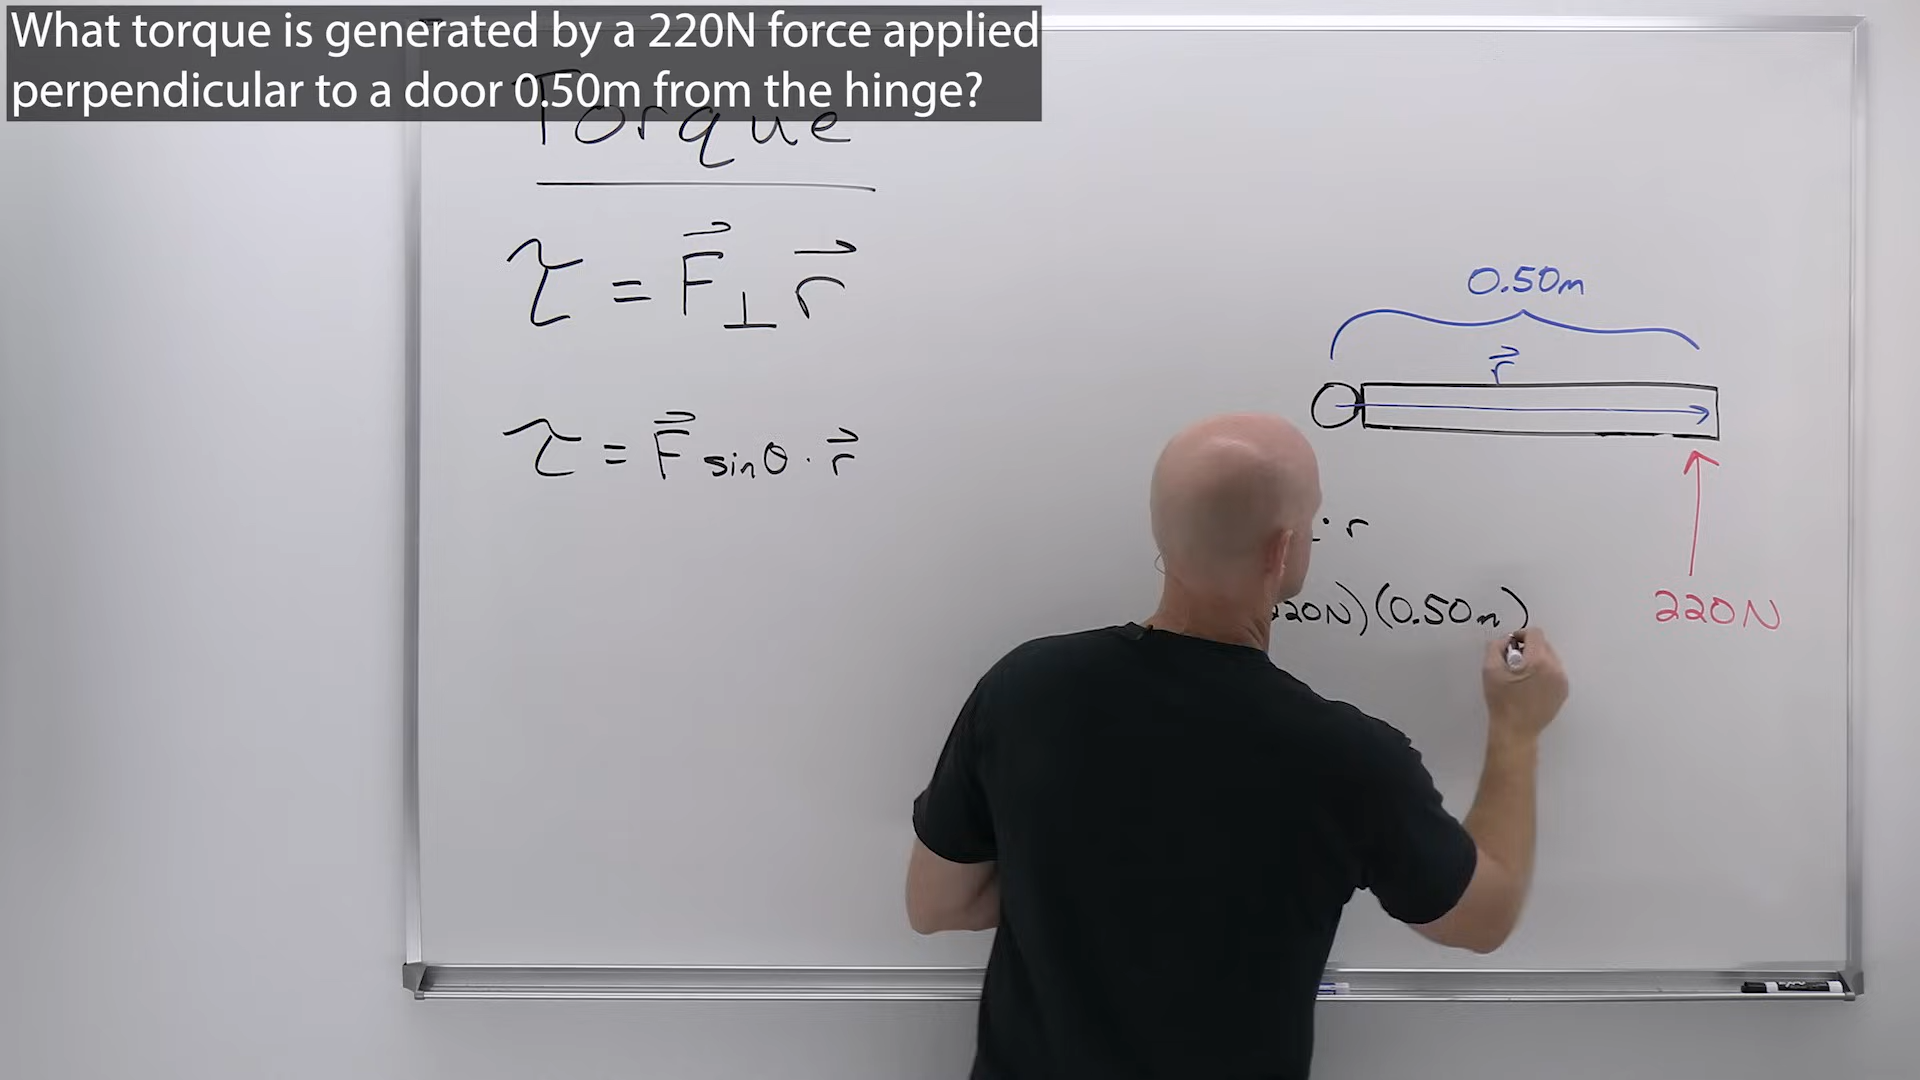 What torque is generated by a 220N force applied
perpendicular to a door 0.50m from the hinge?
Torque
τ = F⃗⊥ r⃗
τ = F⃗ sinθ · r⃗
0.50m
r⃗
· r
20N)(0.50m)
220N